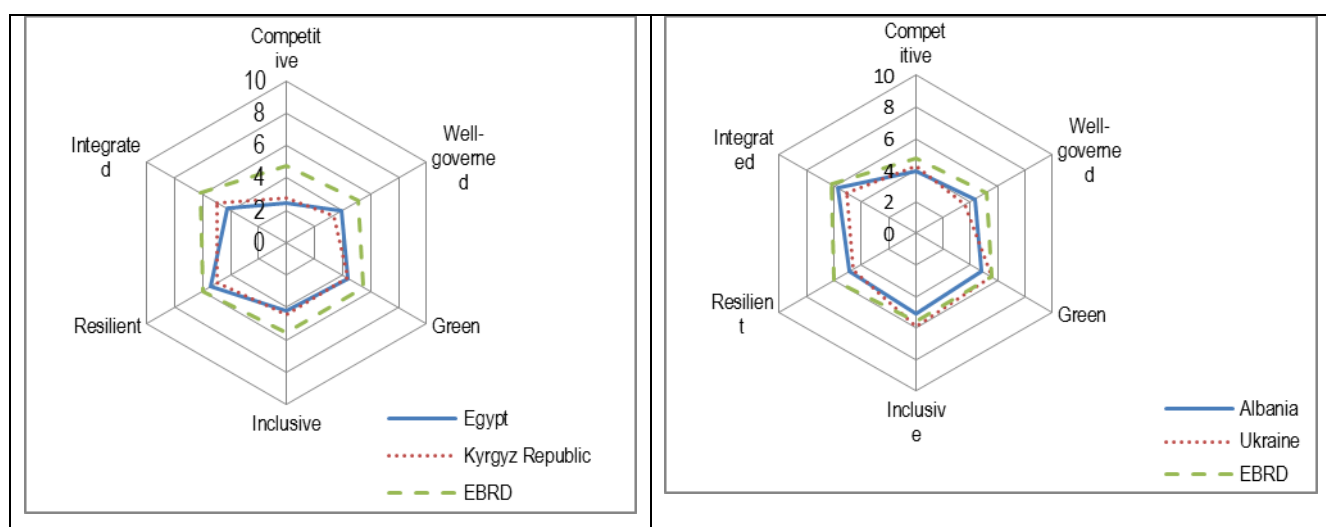 Competit
ive
10
8
6
4
2
0
Integrate
d
Well-
governe
d
Resilient
Green
Inclusive
Egypt
Kyrgyz Republic
EBRD
Compet
itive
10
8
6
4
2
0
Integrat
ed
Well-
governe
d
Resilien
t
Green
Inclusiv
e
Albania
Ukraine
EBRD